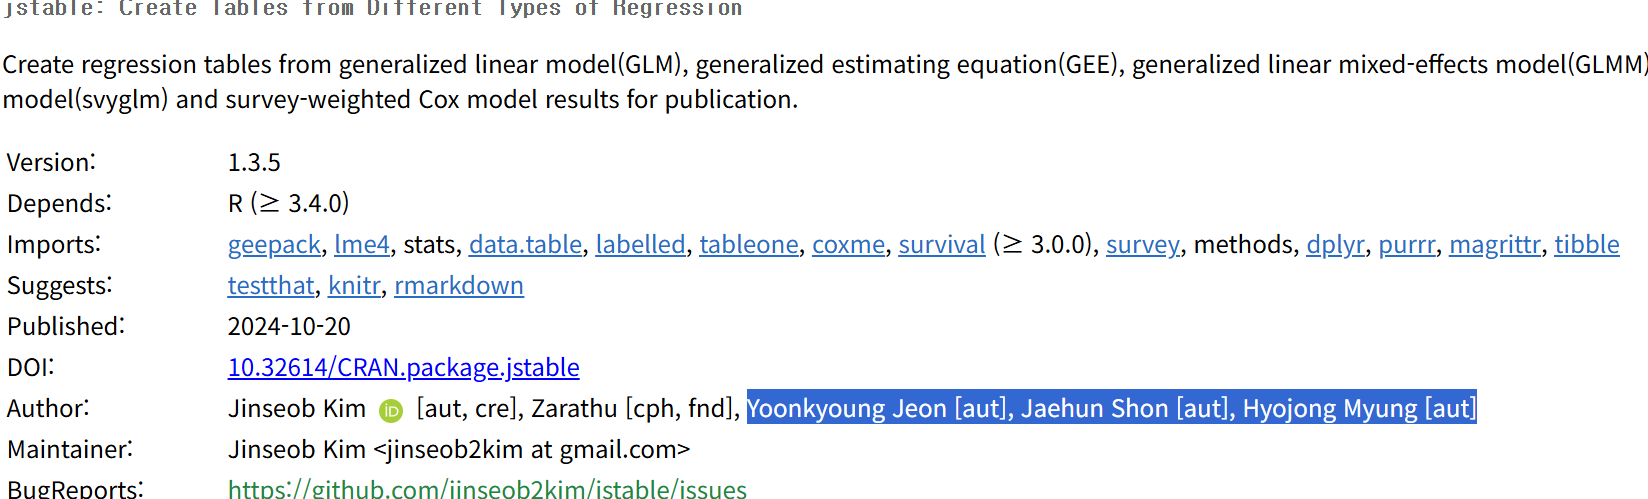 jstable: Create Tables from Different Types of Regression
Create regression tables from generalized linear model(GLM), generalized estimating equation(GEE), generalized linear mixed-effects model(GLMM)
model(svyglm) and survey-weighted Cox model results for publication.
Version: 1.3.5
Depends: R (≥ 3.4.0)
Imports: geepack, lme4, stats, data.table, labelled, tableone, coxme, survival (≥ 3.0.0), survey, methods, dplyr, purrr, magrittr, tibble
Suggests: testthat, knitr, rmarkdown
Published: 2024-10-20
DOI: 10.32614/CRAN.package.jstable
Author: Jinseob Kim iD [aut, cre], Zarathu [cph, fnd], Yoonkyoung Jeon [aut], Jaehun Shon [aut], Hyojong Myung [aut]
Maintainer: Jinseob Kim <jinseob2kim at gmail.com>
BugReports: https://github.com/jinseob2kim/jstable/issues